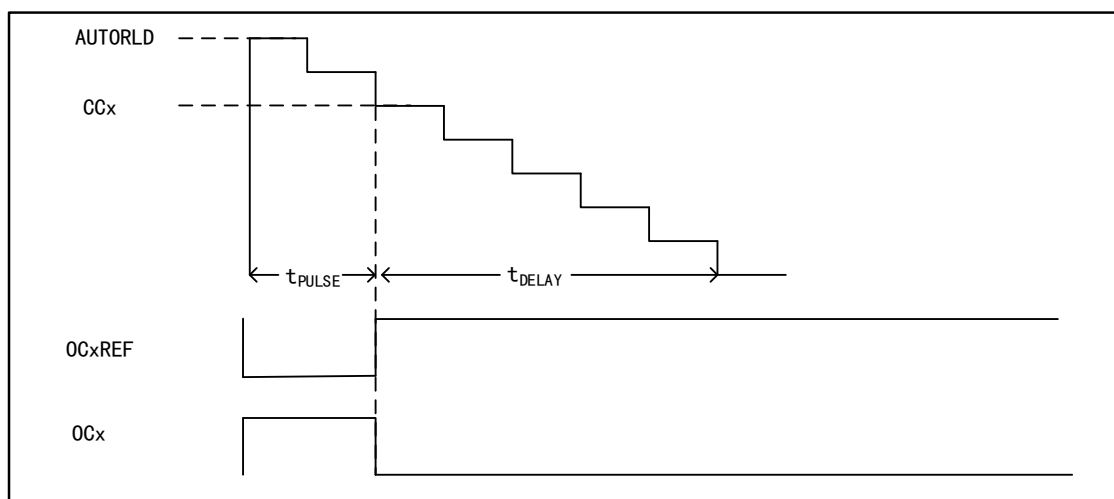 AUTORLD
CCx
tPULSE
tDELAY
OCxREF
OCx